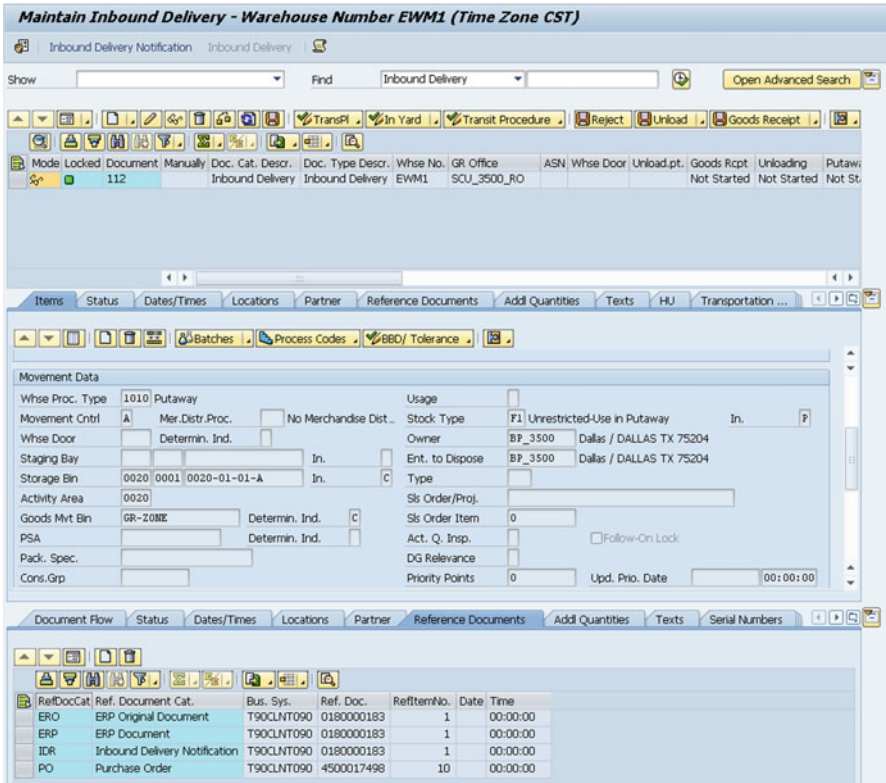 Maintain Inbound Delivery - Warehouse Number EWM1 (Time Zone CST)
Inbound Delivery Notification Inbound Delivery
Show Find Inbound Delivery Open Advanced Search
TransPl In Yard Transit Procedure Reject Unload Goods Receipt
Mode Locked Document Manually Doc. Cat. Descr. Doc. Type Descr. Whse No. GR Office ASN Whse Door Unload.pt. Goods Rcpt Unloading Putawa
112 Inbound Delivery Inbound Delivery EWM1 SCU_3500_RO Not Started Not Started Not St
Items Status Dates/Times Locations Partner Reference Documents Addl Quantities Texts HU Transportation ...
Batches Process Codes BBD/ Tolerance
Movement Data
Whse Proc. Type 1010 Putaway Usage
Movement Cntrl A Mer.Distr.Proc. No Merchandise Dist... Stock Type F1 Unrestricted-Use in Putaway In. P
Whse Door Determin. Ind. Owner BP_3500 Dallas / DALLAS TX 75204
Staging Bay In. Ent. to Dispose BP_3500 Dallas / DALLAS TX 75204
Storage Bin 0020 0001 0020-01-01-A In. C Type
Activity Area 0020 Sls Order/Proj.
Goods Mvt Bin GR-ZONE Determin. Ind. C Sls Order Item 0
PSA Determin. Ind. Act. Q. Insp. Follow-On Lock
Pack. Spec. DG Relevance
Cons.Grp Priority Points 0 Upd. Prio. Date 00:00:00
Document Flow Status Dates/Times Locations Partner Reference Documents Addl Quantities Texts Serial Numbers
RefDocCat Ref. Document Cat. Bus. Sys. Ref. Doc. RefItemNo. Date Time
ERO ERP Original Document T90CLNT090 0180000183 1 00:00:00
ERP ERP Document T90CLNT090 0180000183 1 00:00:00
IDR Inbound Delivery Notification T90CLNT090 0180000183 1 00:00:00
PO Purchase Order T90CLNT090 4500017498 10 00:00:00